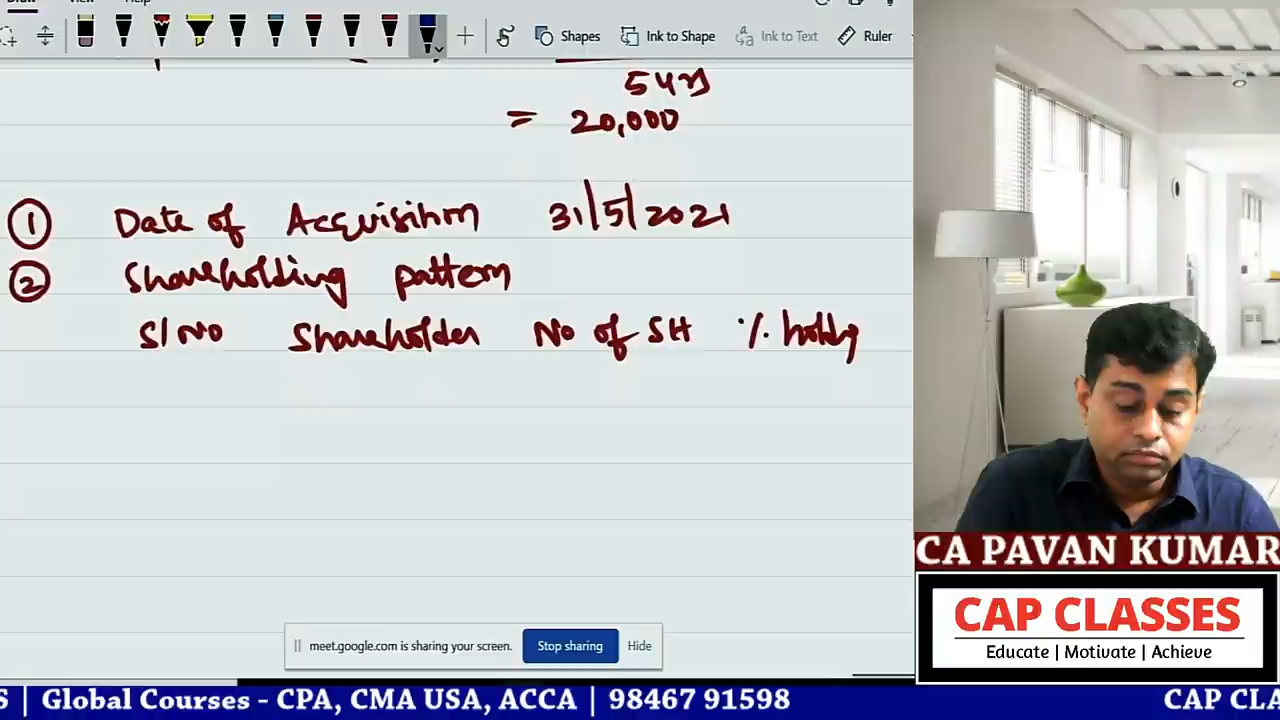 Shapes Ink to Shape Ink to Text Ruler
54
= 20,000
① Date of Acquisition 31/5/2021
② Shareholding pattern
Sl No Shareholder No of SH % holdg
meet.google.com is sharing your screen. Stop sharing Hide
CA PAVAN KUMAR
CAP CLASSES
Educate | Motivate | Achieve
S | Global Courses - CPA, CMA USA, ACCA | 98467 91598 CAP CLA